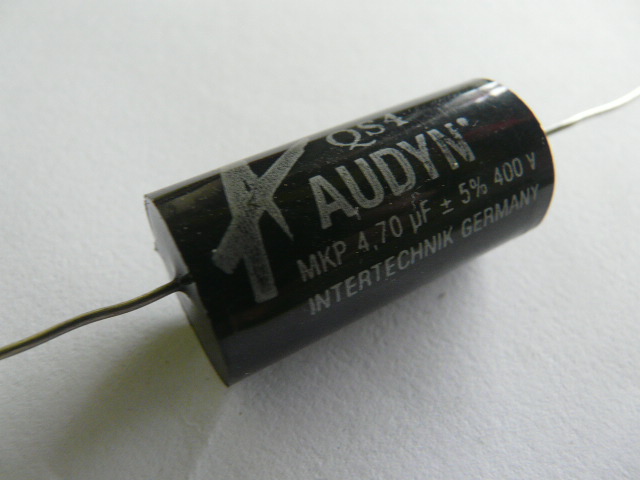 QS4
AUDYN
MKP 4,70 µF ± 5% 400 V
INTERTECHNIK GERMANY